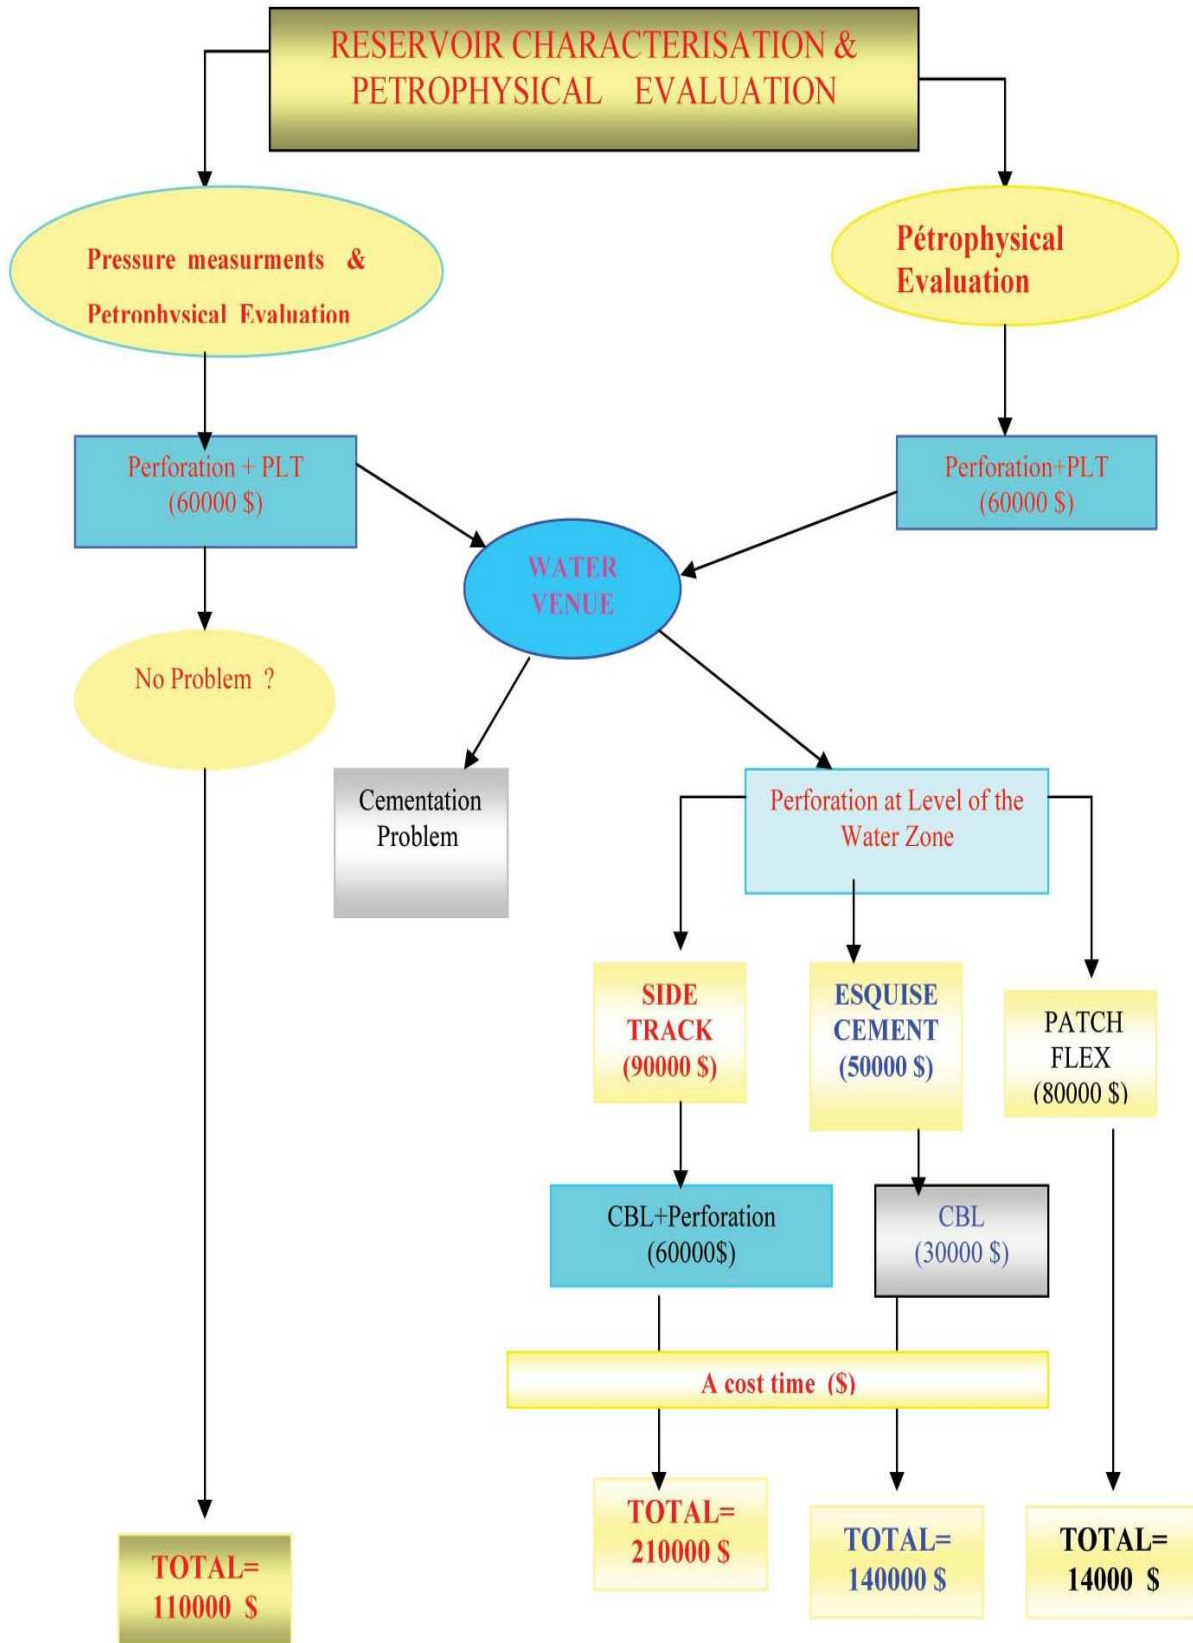 RESERVOIR CHARACTERISATION &
PETROPHYSICAL EVALUATION
Pressure measurments &
Petrophysical Evaluation
Pétrophysical
Evaluation
Perforation + PLT
(60000 $)
Perforation+PLT
(60000 $)
WATER
VENUE
No Problem ?
Cementation
Problem
Perforation at Level of the
Water Zone
SIDE
TRACK
(90000 $)
ESQUISE
CEMENT
(50000 $)
PATCH
FLEX
(80000 $)
CBL+Perforation
(60000$)
CBL
(30000 $)
A cost time ($)
TOTAL=
210000 $
TOTAL=
140000 $
TOTAL=
14000 $
TOTAL=
110000 $